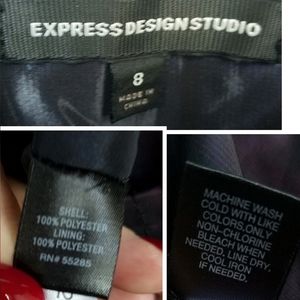 EXPRESS DESIGN STUDIO
8
MADE IN
CHINA
SHELL:
100% POLYESTER
LINING:
100% POLYESTER
RN# 55285
MACHINE WASH
COLD WITH LIKE
COLORS. ONLY
NON-CHLORINE
BLEACH WHEN
NEEDED. LINE DRY,
COOL IRON
IF NEEDED.